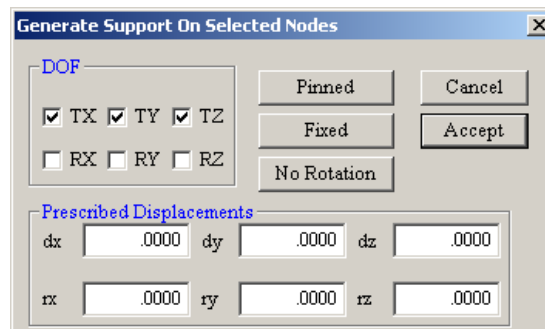 Generate Support On Selected Nodes
DOF
TX TY TZ
RX RY RZ
Pinned
Fixed
No Rotation
Cancel
Accept
Prescribed Displacements
dx .0000 dy .0000 dz .0000
rx .0000 ry .0000 rz .0000